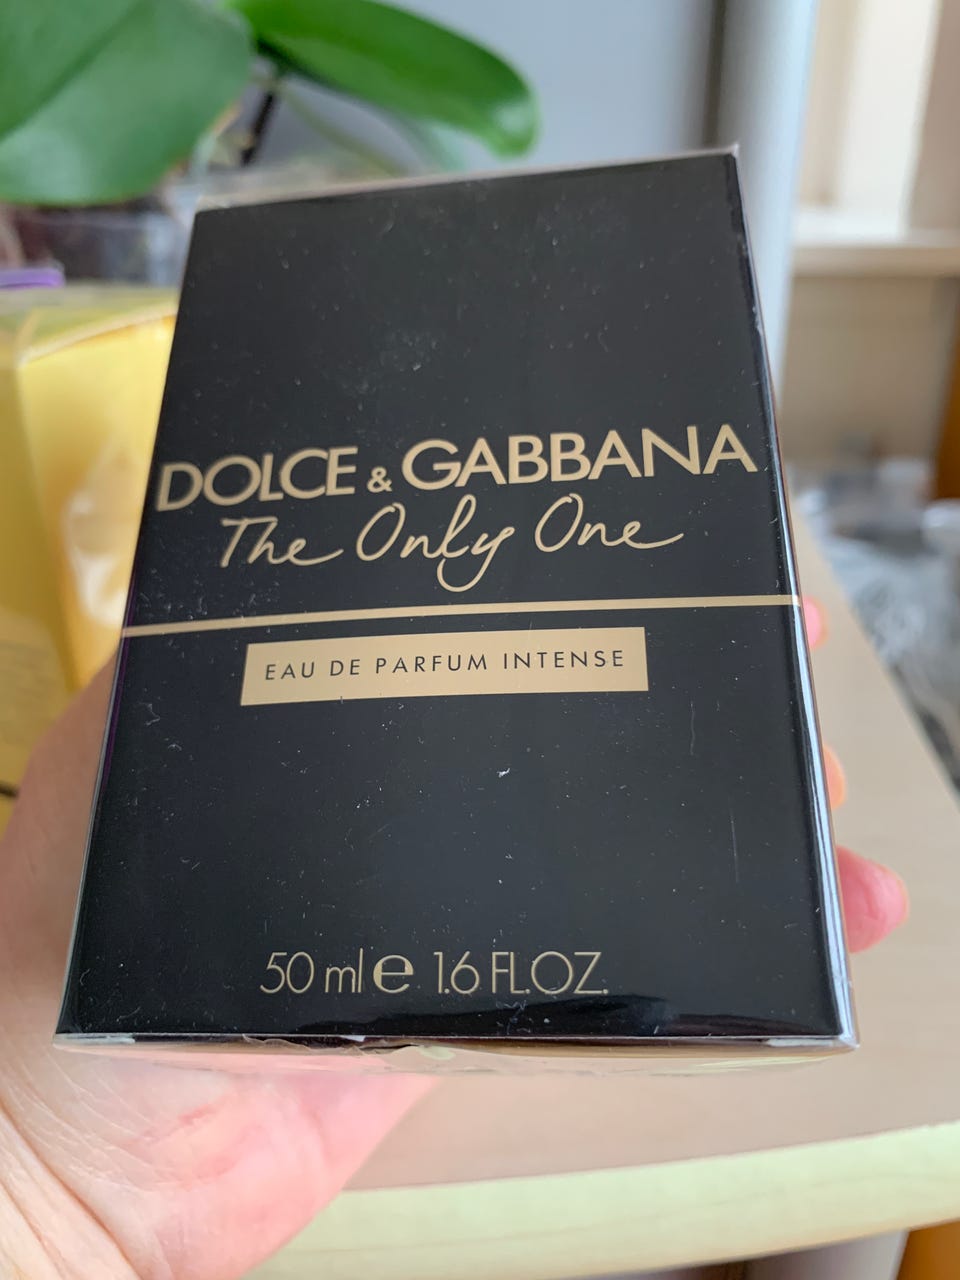 DOLCE & GABBANA
The Only One
EAU DE PARFUM INTENSE
50 ml e 1.6 FL.OZ.